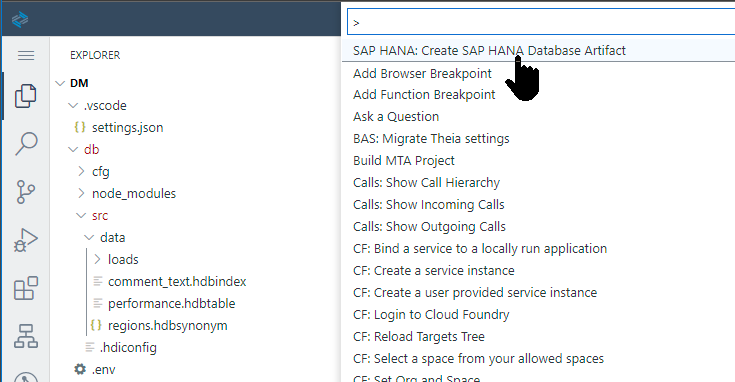 >
SAP HANA: Create SAP HANA Database Artifact
Add Browser Breakpoint
Add Function Breakpoint
Ask a Question
BAS: Migrate Theia settings
Build MTA Project
Calls: Show Call Hierarchy
Calls: Show Incoming Calls
Calls: Show Outgoing Calls
CF: Bind a service to a locally run application
CF: Create a service instance
CF: Create a user provided service instance
CF: Login to Cloud Foundry
CF: Reload Targets Tree
CF: Select a space from your allowed spaces
CF: Set Org and Space
EXPLORER
DM
.vscode
{} settings.json
db
cfg
node_modules
src
data
loads
comment_text.hdbindex
performance.hdbtable
{} regions.hdbsynonym
.hdiconfig
.env